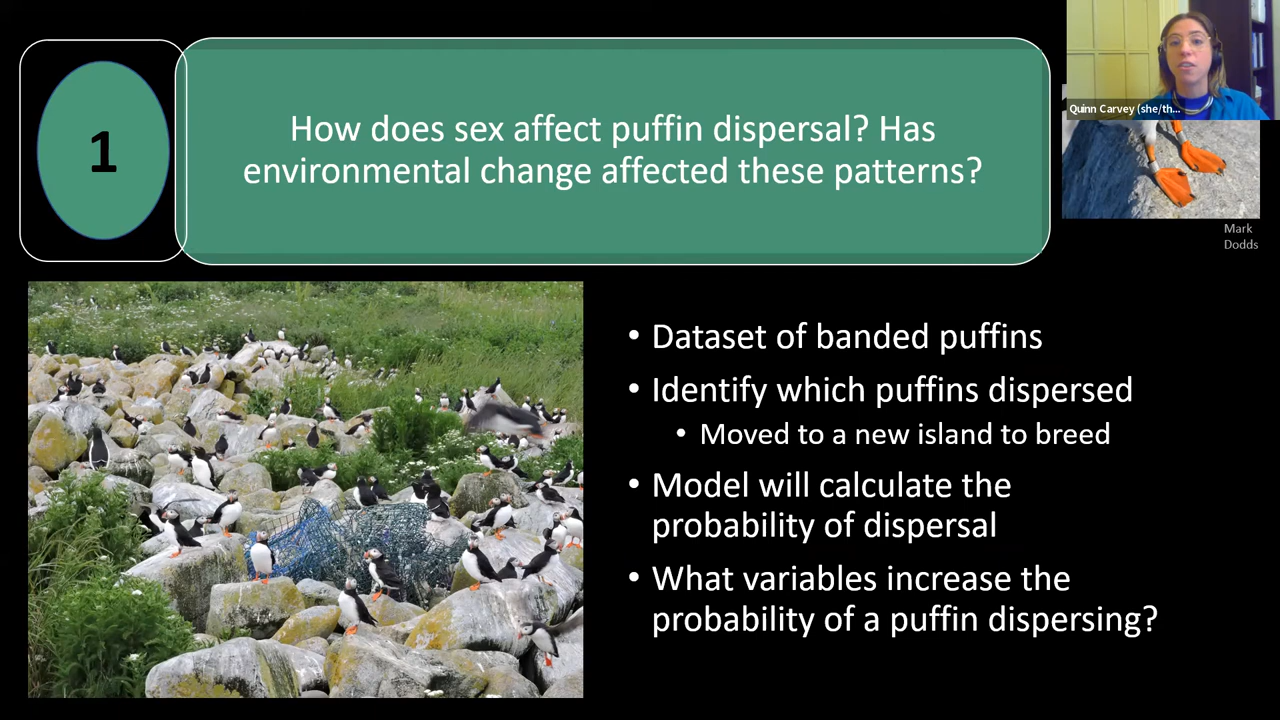 1
How does sex affect puffin dispersal? Has
environmental change affected these patterns?
Quinn Carvey (she/th...
Mark
Dodds
• Dataset of banded puffins
• Identify which puffins dispersed
• Moved to a new island to breed
• Model will calculate the
probability of dispersal
• What variables increase the
probability of a puffin dispersing?